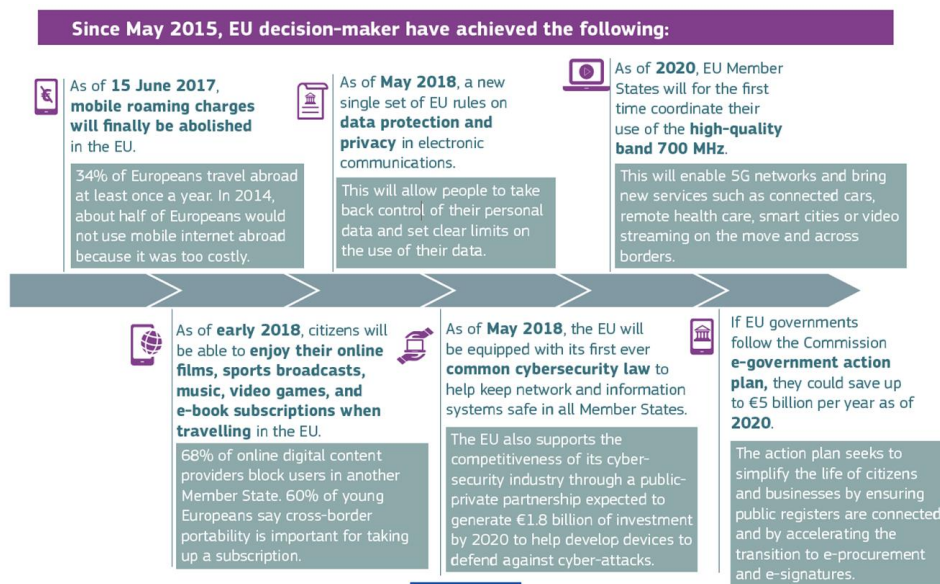 Since May 2015, EU decision-maker have achieved the following:
As of 15 June 2017,
mobile roaming charges
will finally be abolished
in the EU.
34% of Europeans travel abroad
at least once a year. In 2014,
about half of Europeans would
not use mobile internet abroad
because it was too costly.
As of May 2018, a new
single set of EU rules on
data protection and
privacy in electronic
communications.
This will allow people to take
back control of their personal
data and set clear limits on
the use of their data.
As of 2020, EU Member
States will for the first
time coordinate their
use of the high-quality
band 700 MHz.
This will enable 5G networks and bring
new services such as connected cars,
remote health care, smart cities or video
streaming on the move and across
borders.
As of early 2018, citizens will
be able to enjoy their online
films, sports broadcasts,
music, video games, and
e-book subscriptions when
travelling in the EU.
68% of online digital content
providers block users in another
Member State. 60% of young
Europeans say cross-border
portability is important for taking
up a subscription.
As of May 2018, the EU will
be equipped with its first ever
common cybersecurity law to
help keep network and information
systems safe in all Member States.
The EU also supports the
competitiveness of its cyber-
security industry through a public-
private partnership expected to
generate €1.8 billion of investment
by 2020 to help develop devices to
defend against cyber-attacks.
If EU governments
follow the Commission
e-government action
plan, they could save up
to €5 billion per year as of
2020.
The action plan seeks to
simplify the life of citizens
and businesses by ensuring
public registers are connected
and by accelerating the
transition to e-procurement
and e-signatures.